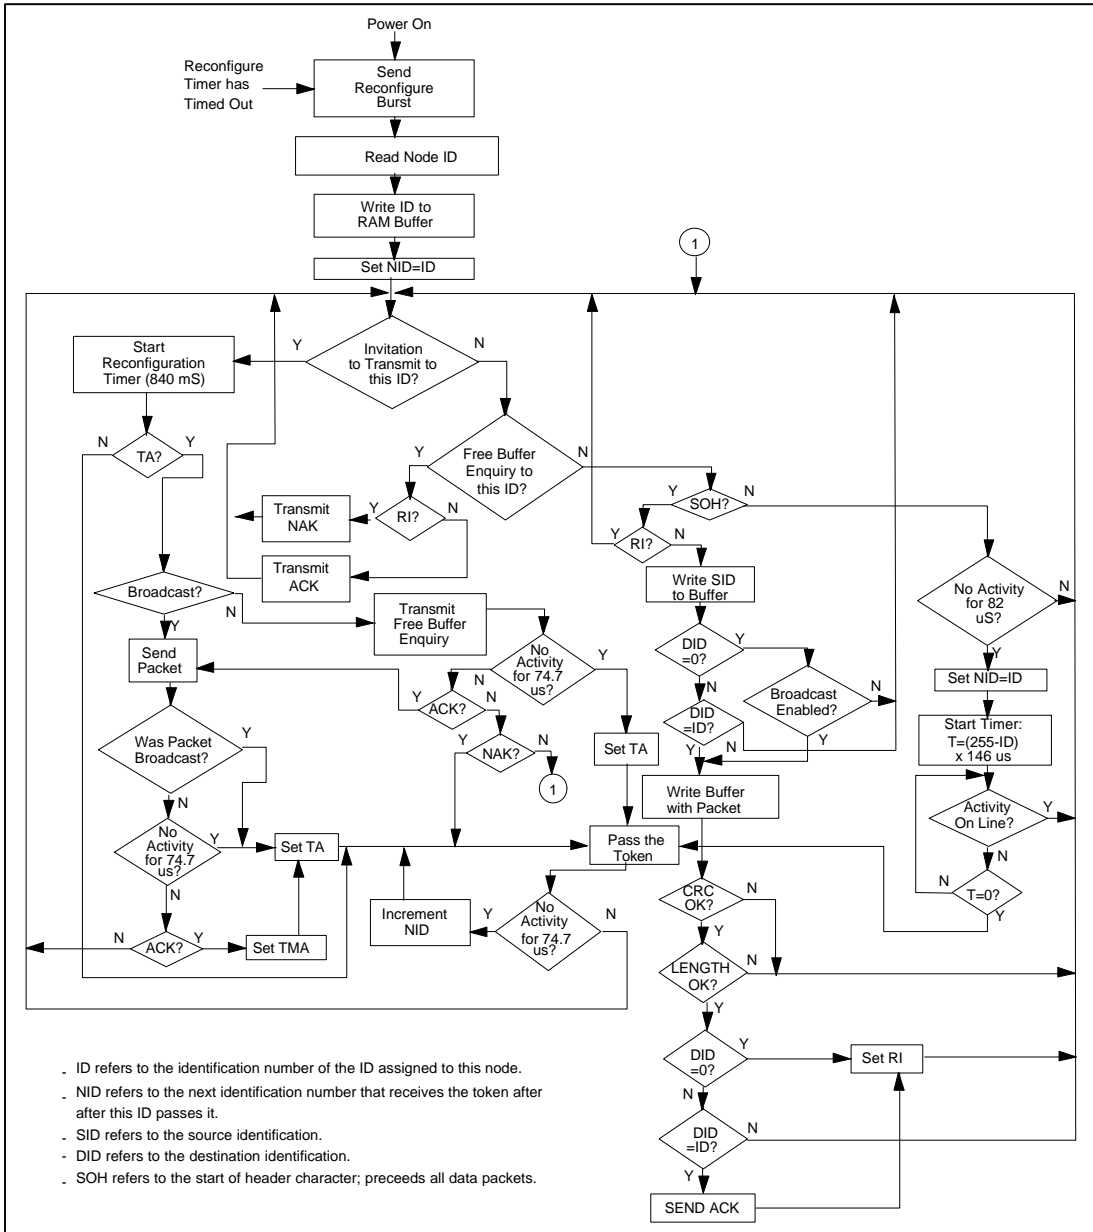 Power On
Reconfigure
Timer has
Timed Out
Send
Reconfigure
Burst
Read Node ID
Write ID to
RAM Buffer
1
Set NID=ID
Start
Reconfiguration
Timer (840 mS)
Y
Invitation
to Transmit to
this ID?
N
N
TA?
Y
Y
Free Buffer
Enquiry to
this ID?
N
Transmit
NAK
Y
RI?
N
Y
SOH?
N
Y
RI?
N
Transmit
ACK
Write SID
to Buffer
No Activity
for 82
uS?
N
Y
Broadcast?
N
Y
Transmit
Free Buffer
Enquiry
Send
Packet
No
Activity
for 74.7
us?
N
Y
DID
=0?
Y
N
Set NID=ID
Y
ACK?
N
DID
=ID?
Y
N
Broadcast
Enabled?
N
Y
Start Timer:
T=(255-ID)
x 146 us
Was Packet
Broadcast?
Y
N
Y
NAK?
N
1
Set TA
Write Buffer
with Packet
Activity
On Line?
Y
N
No
Activity
for 74.7
us?
Y
N
Set TA
Pass the
Token
N
T=0?
Y
CRC
OK?
N
Y
Increment
NID
Y
No
Activity
for 74.7
us?
N
N
ACK?
Y
Set TMA
LENGTH
OK?
N
Y
DID
=0?
Y
N
Set RI
DID
=ID?
N
Y
SEND ACK
- ID refers to the identification number of the ID assigned to this node.
- NID refers to the next identification number that receives the token after
after this ID passes it.
- SID refers to the source identification.
- DID refers to the destination identification.
- SOH refers to the start of header character; preceeds all data packets.